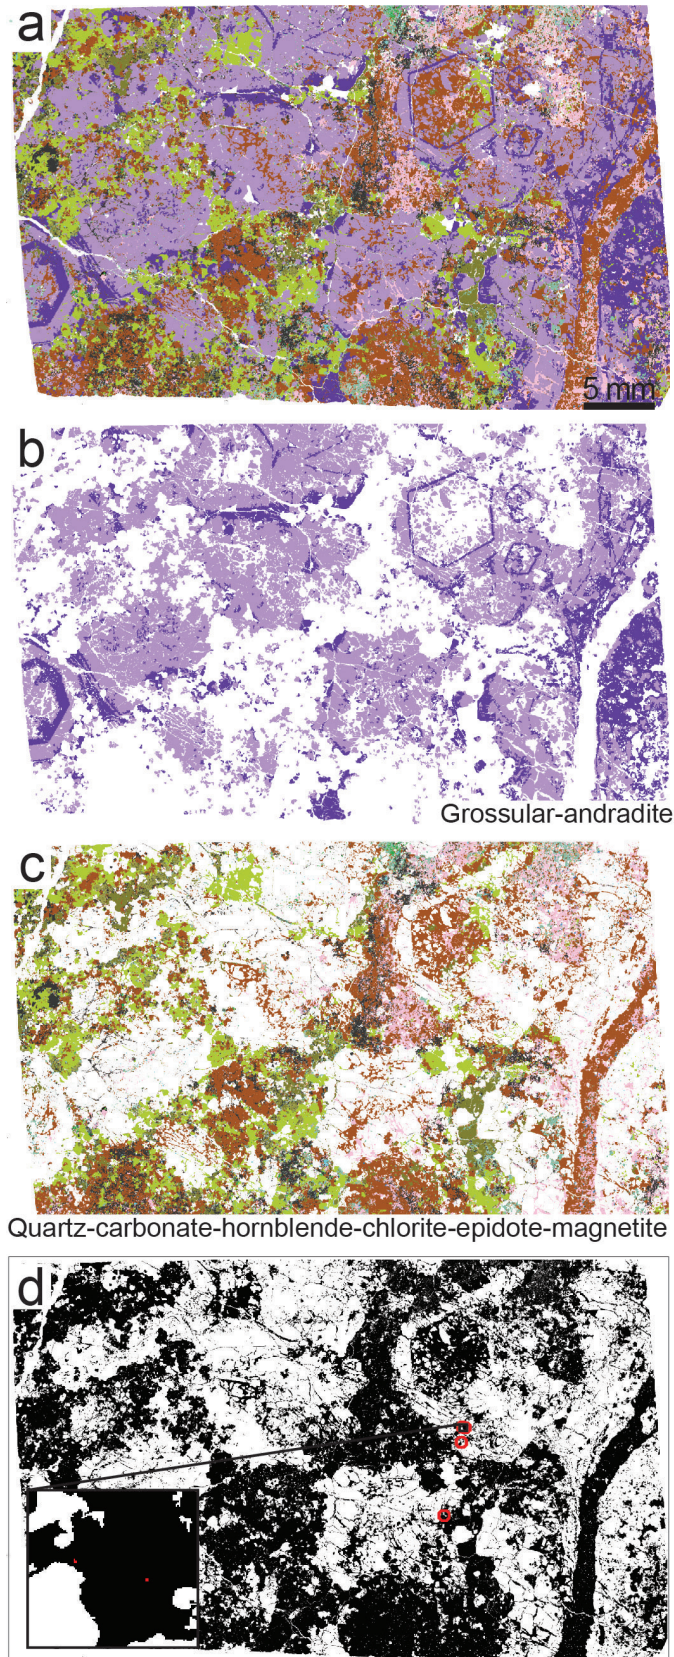 a
5 mm
b
Grossular-andradite
c
Quartz-carbonate-hornblende-chlorite-epidote-magnetite
d